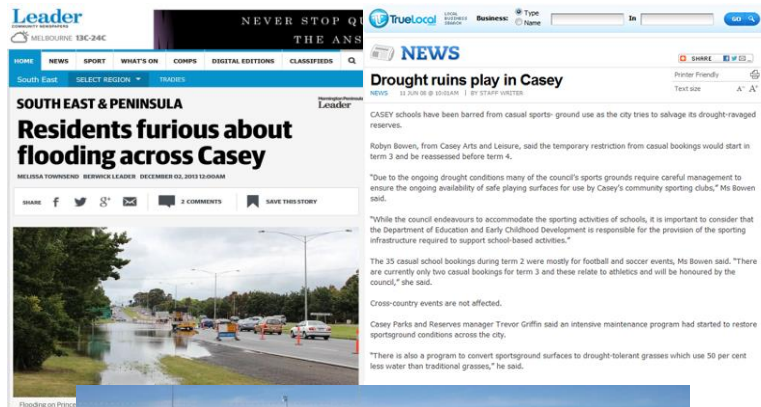 Leader
COMMUNITY NEWSPAPERS
MELBOURNE 13C-24C
NEVER STOP QU
THE ANS
HOME NEWS SPORT WHAT'S ON COMPS DIGITAL EDITIONS CLASSIFIEDS
South East SELECT REGION TRADIES
SOUTH EAST & PENINSULA
Mornington Peninsula
Leader
Residents furious about
flooding across Casey
MELISSA TOWNSEND BERWICK LEADER DECEMBER 02, 2013 12:00AM
SHARE f 8+ 2 COMMENTS SAVE THIS STORY
Flooding on Prince
TrueLocal LOCAL BUSINESS SEARCH Business: Type Name In GO
NEWS
SHARE
Drought ruins play in Casey
Printer Friendly
NEWS 11 JUN 08 @ 10:01AM | BY STAFF WRITER
Text size A- A+
CASEY schools have been barred from casual sports- ground use as the city tries to salvage its drought-ravaged
reserves.
Robyn Bowen, from Casey Arts and Leisure, said the temporary restriction from casual bookings would start in
term 3 and be reassessed before term 4.
"Due to the ongoing drought conditions many of the council's sports grounds require careful management to
ensure the ongoing availability of safe playing surfaces for use by Casey's community sporting clubs," Ms Bowen
said.
"While the council endeavours to accommodate the sporting activities of schools, it is important to consider that
the Department of Education and Early Childhood Development is responsible for the provision of the sporting
infrastructure required to support school-based activities."
The 35 casual school bookings during term 2 were mostly for football and soccer events, Ms Bowen said. "There
are currently only two casual bookings for term 3 and these relate to athletics and will be honoured by the
council," she said.
Cross-country events are not affected.
Casey Parks and Reserves manager Trevor Griffin said an intensive maintenance program had started to restore
sportsground conditions across the city.
"There is also a program to convert sportsground surfaces to drought-tolerant grasses which use 50 per cent
less water than traditional grasses," he said.